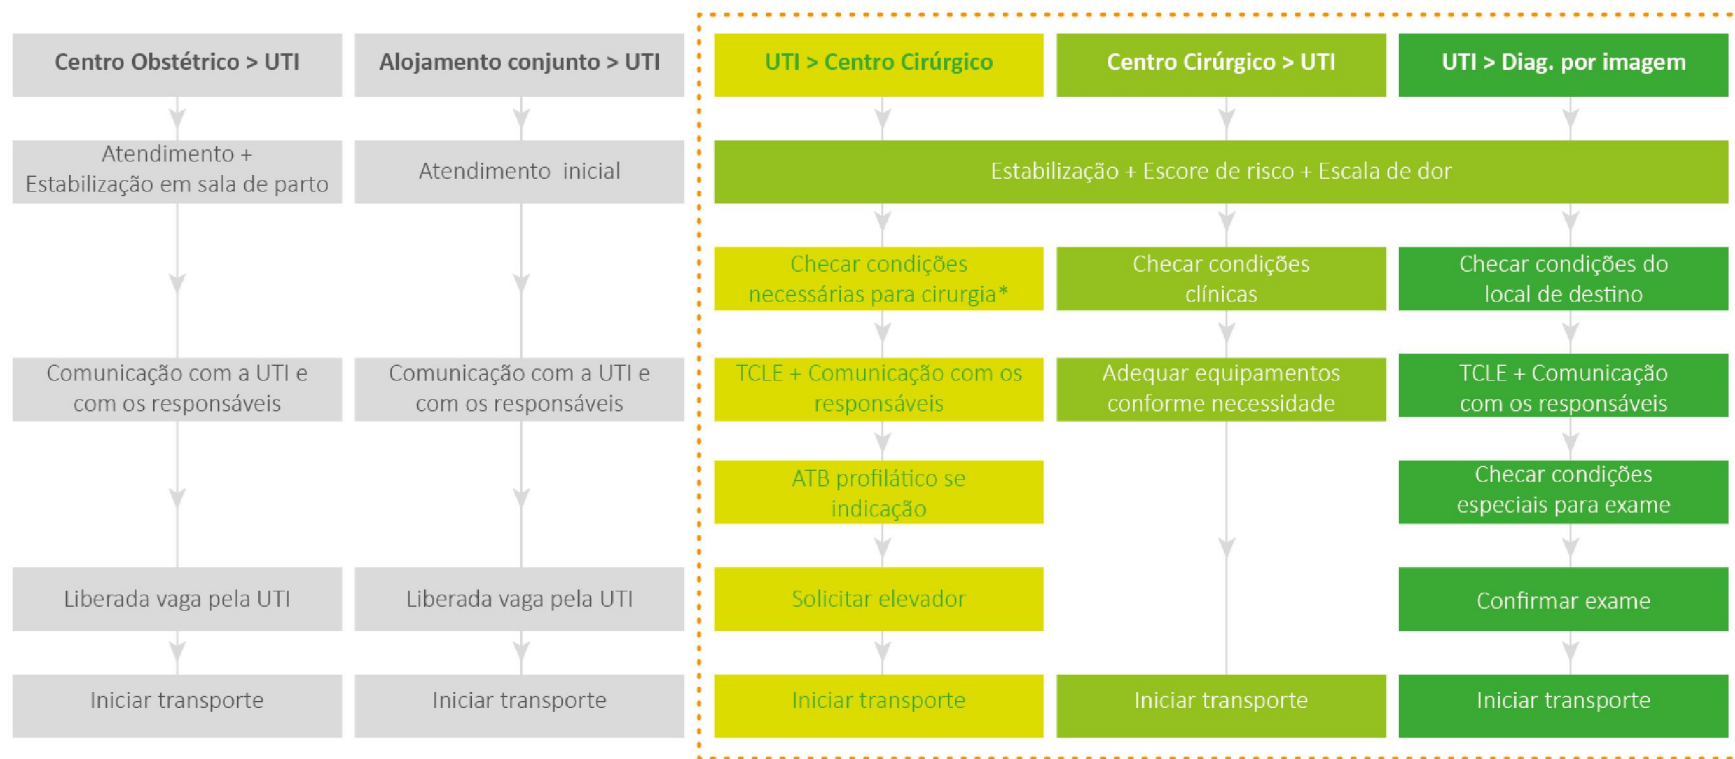 Centro Obstétrico > UTI
Alojamento conjunto > UTI
UTI > Centro Cirúrgico
Centro Cirúrgico > UTI
UTI > Diag. por imagem
Atendimento +
Estabilização em sala de parto
Atendimento inicial
Estabilização + Escore de risco + Escala de dor
Checar condições
necessárias para cirurgia*
Checar condições
clínicas
Checar condições do
local de destino
Comunicação com a UTI e
com os responsáveis
Comunicação com a UTI e
com os responsáveis
TCLE + Comunicação com os
responsáveis
Adequar equipamentos
conforme necessidade
TCLE + Comunicação
com os responsáveis
ATB profilático se
indicação
Checar condições
especiais para exame
Liberada vaga pela UTI
Liberada vaga pela UTI
Solicitar elevador
Confirmar exame
Iniciar transporte
Iniciar transporte
Iniciar transporte
Iniciar transporte
Iniciar transporte